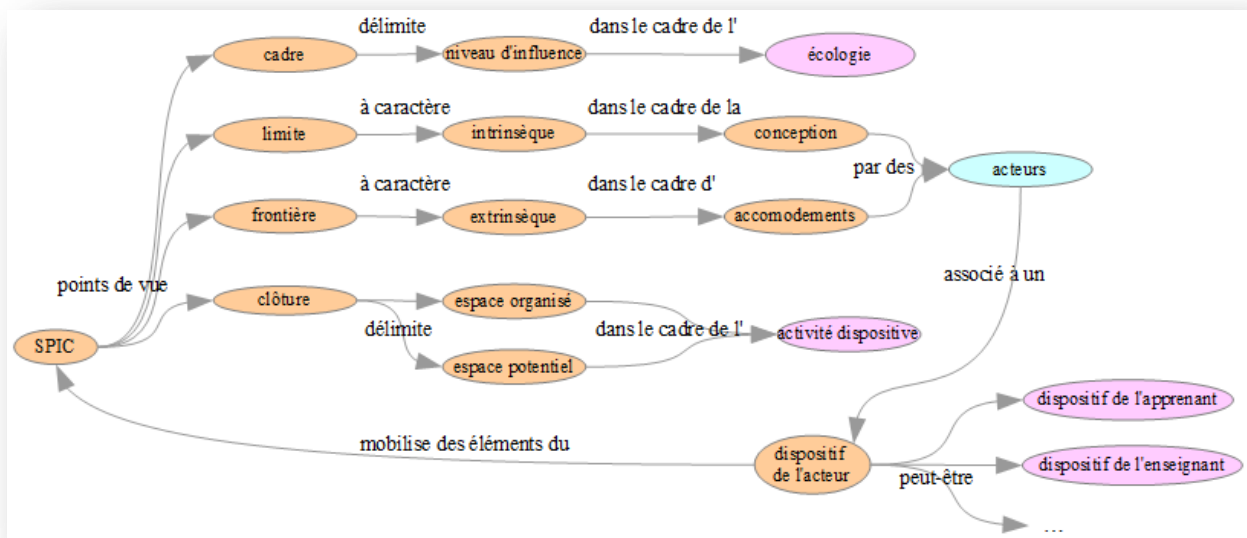 délimite
dans le cadre de l'
cadre
niveau d'influence
écologie
à caractère
dans le cadre de la
limite
intrinsèque
conception
par des
acteurs
à caractère
dans le cadre d'
frontière
extrinsèque
accomodements
associé à un
points de vue
clôture
espace organisé
délimite
dans le cadre de l'
activité dispositive
SPIC
espace potentiel
dispositif de l'apprenant
mobilise des éléments du
dispositif
de l'acteur
peut-être
dispositif de l'enseignant
...